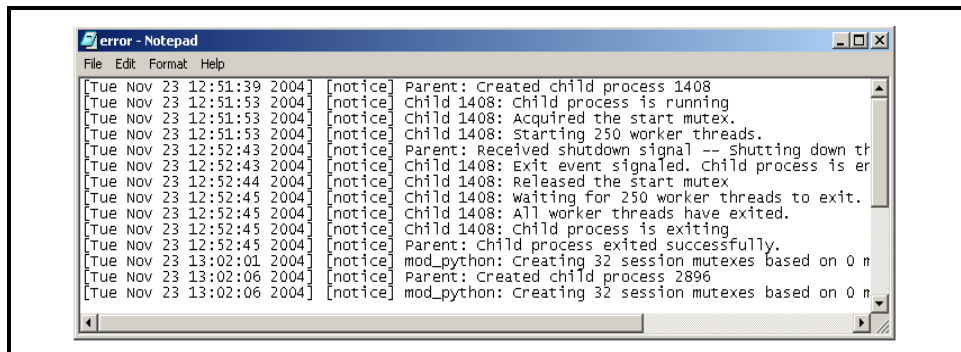 error - Notepad
File Edit Format Help
[Tue Nov 23 12:51:39 2004] [notice] Parent: Created child process 1408
[Tue Nov 23 12:51:53 2004] [notice] Child 1408: Child process is running
[Tue Nov 23 12:51:53 2004] [notice] Child 1408: Acquired the start mutex.
[Tue Nov 23 12:51:53 2004] [notice] Child 1408: Starting 250 worker threads.
[Tue Nov 23 12:52:43 2004] [notice] Parent: Received shutdown signal -- Shutting down th
[Tue Nov 23 12:52:43 2004] [notice] Child 1408: Exit event signaled. Child process is er
[Tue Nov 23 12:52:44 2004] [notice] Child 1408: Released the start mutex
[Tue Nov 23 12:52:45 2004] [notice] Child 1408: Waiting for 250 worker threads to exit.
[Tue Nov 23 12:52:45 2004] [notice] Child 1408: All worker threads have exited.
[Tue Nov 23 12:52:45 2004] [notice] Child 1408: Child process is exiting
[Tue Nov 23 12:52:45 2004] [notice] Parent: Child process exited successfully.
[Tue Nov 23 13:02:01 2004] [notice] mod_python: Creating 32 session mutexes based on 0 m
[Tue Nov 23 13:02:06 2004] [notice] Parent: Created child process 2896
[Tue Nov 23 13:02:06 2004] [notice] mod_python: Creating 32 session mutexes based on 0 m